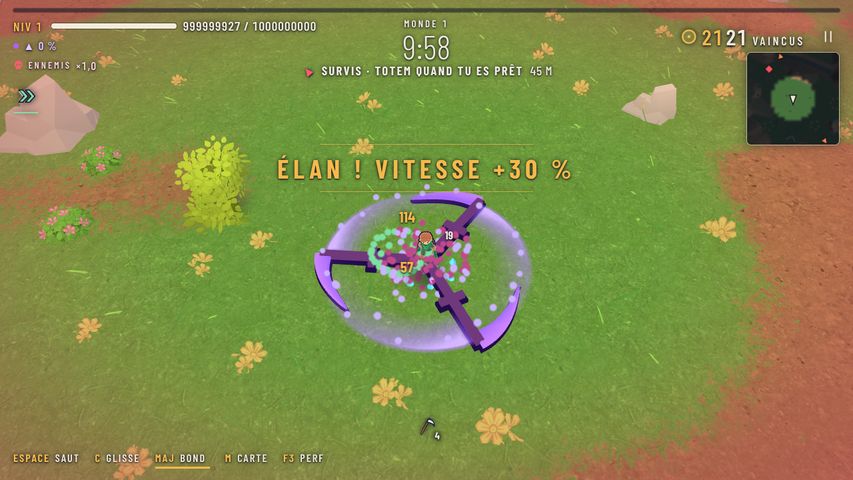 NIV 1 999999927 / 1000000000
▲ 0 %
ENNEMIS ×1,0
MONDE 1
9:58
SURVIS · TOTEM QUAND TU ES PRÊT 45 M
21 21 VAINCUS
ÉLAN ! VITESSE +30 %
114
19
57
4
ESPACE SAUT C GLISSE MAJ BOND M CARTE F3 PERF